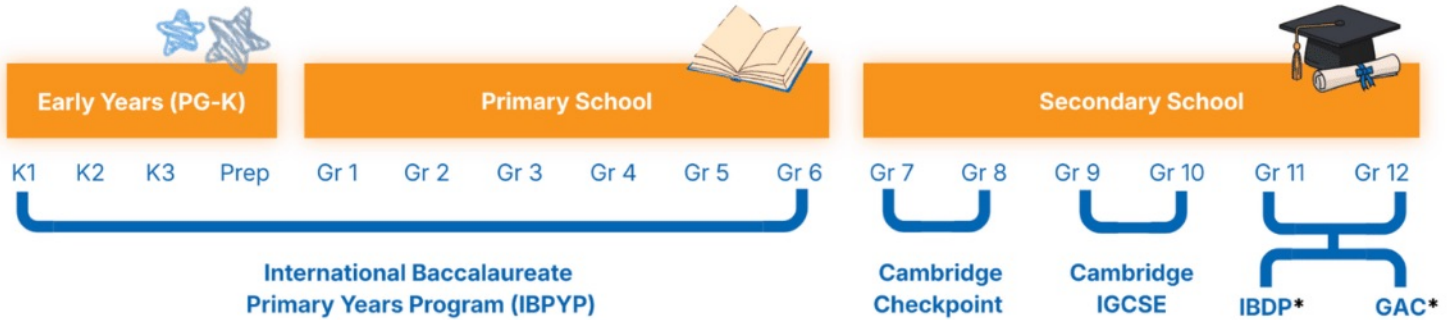 Early Years (PG-K) Primary School Secondary School
K1 K2 K3 Prep Gr 1 Gr 2 Gr 3 Gr 4 Gr 5 Gr 6 Gr 7 Gr 8 Gr 9 Gr 10 Gr 11 Gr 12
International Baccalaureate
Primary Years Program (IBPYP)
Cambridge
Checkpoint
Cambridge
IGCSE
IBDP*
GAC*